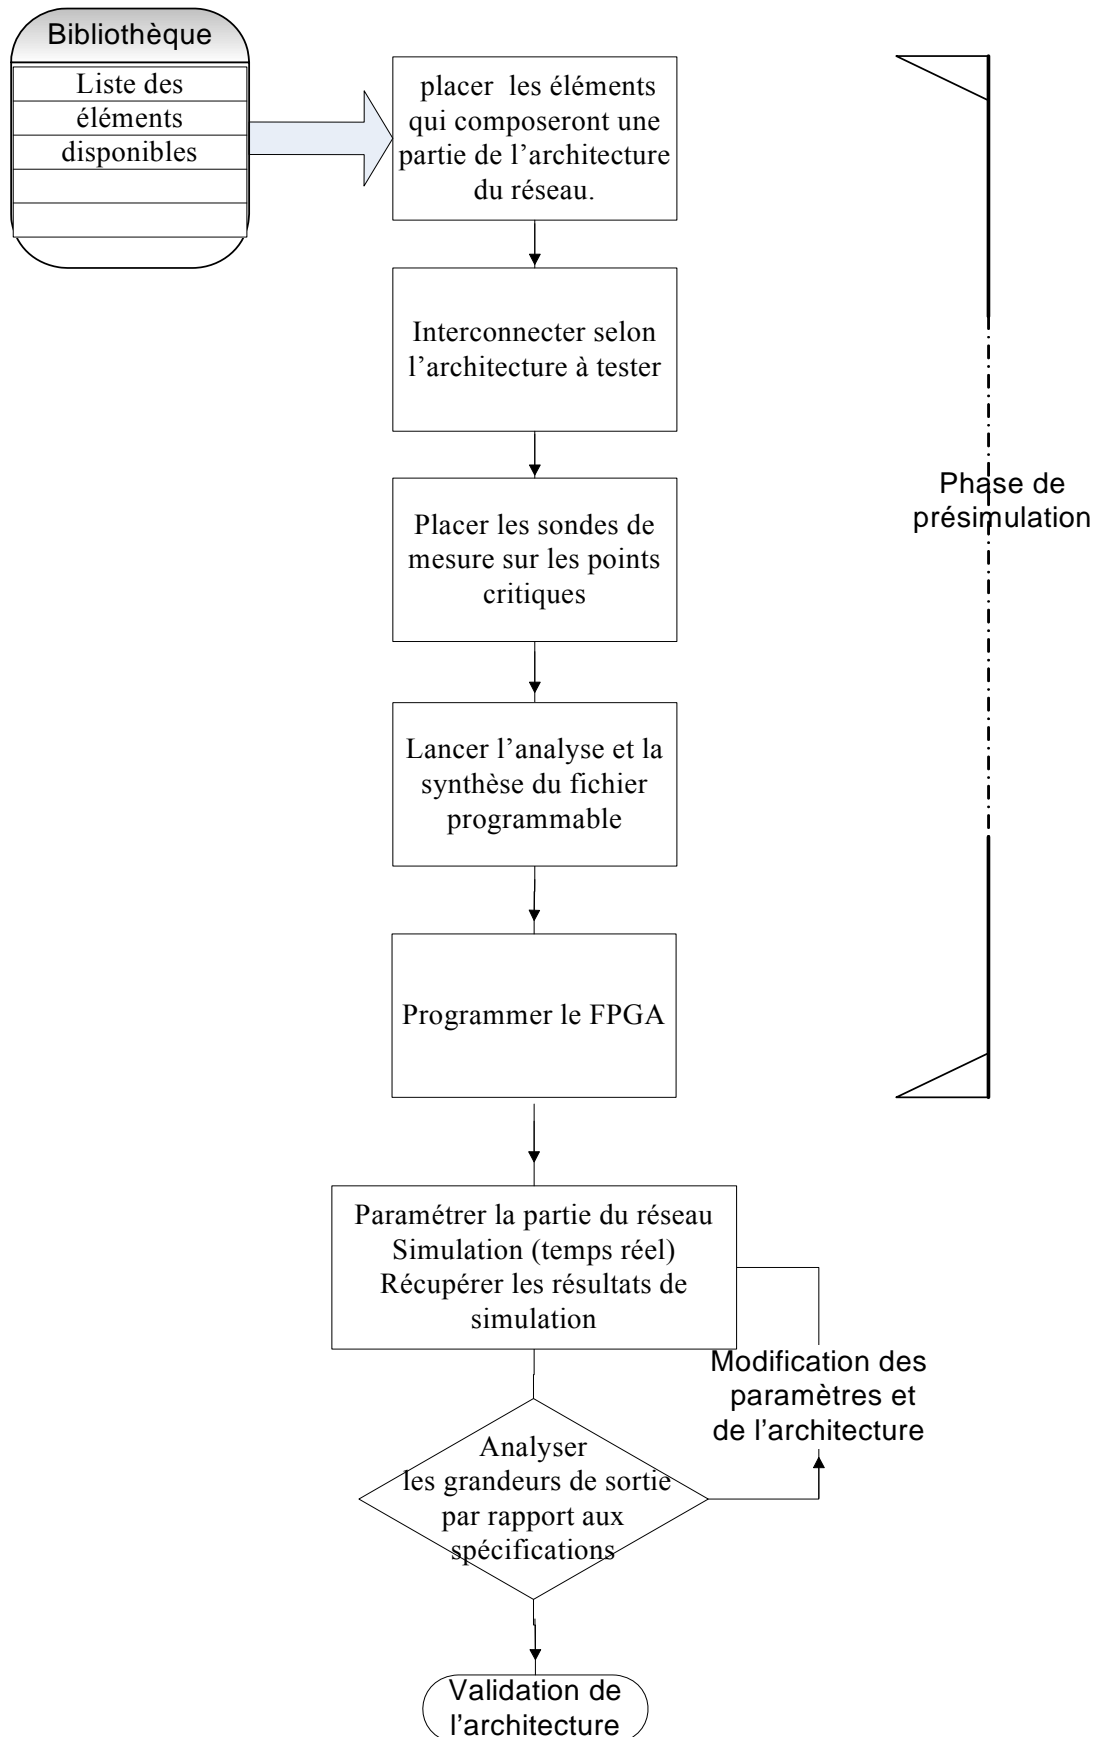 Bibliothèque
Liste des
éléments
disponibles
placer les éléments
qui composeront une
partie de l’architecture
du réseau.
Interconnecter selon
l’architecture à tester
Placer les sondes de
mesure sur les points
critiques
Lancer l’analyse et la
synthèse du fichier
programmable
Programmer le FPGA
Phase de
présimulation
Paramétrer la partie du réseau
Simulation (temps réel)
Récupérer les résultats de
simulation
Modification des
paramètres et
de l’architecture
Analyser
les grandeurs de sortie
par rapport aux
spécifications
Validation de
l’architecture